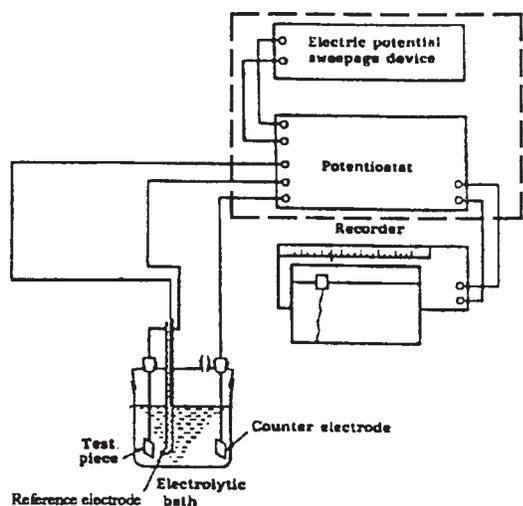 Electric potential
sweepage device
Potentiostat
Recorder
Counter electrode
Test
piece
Electrolytic
bath
Reference electrode